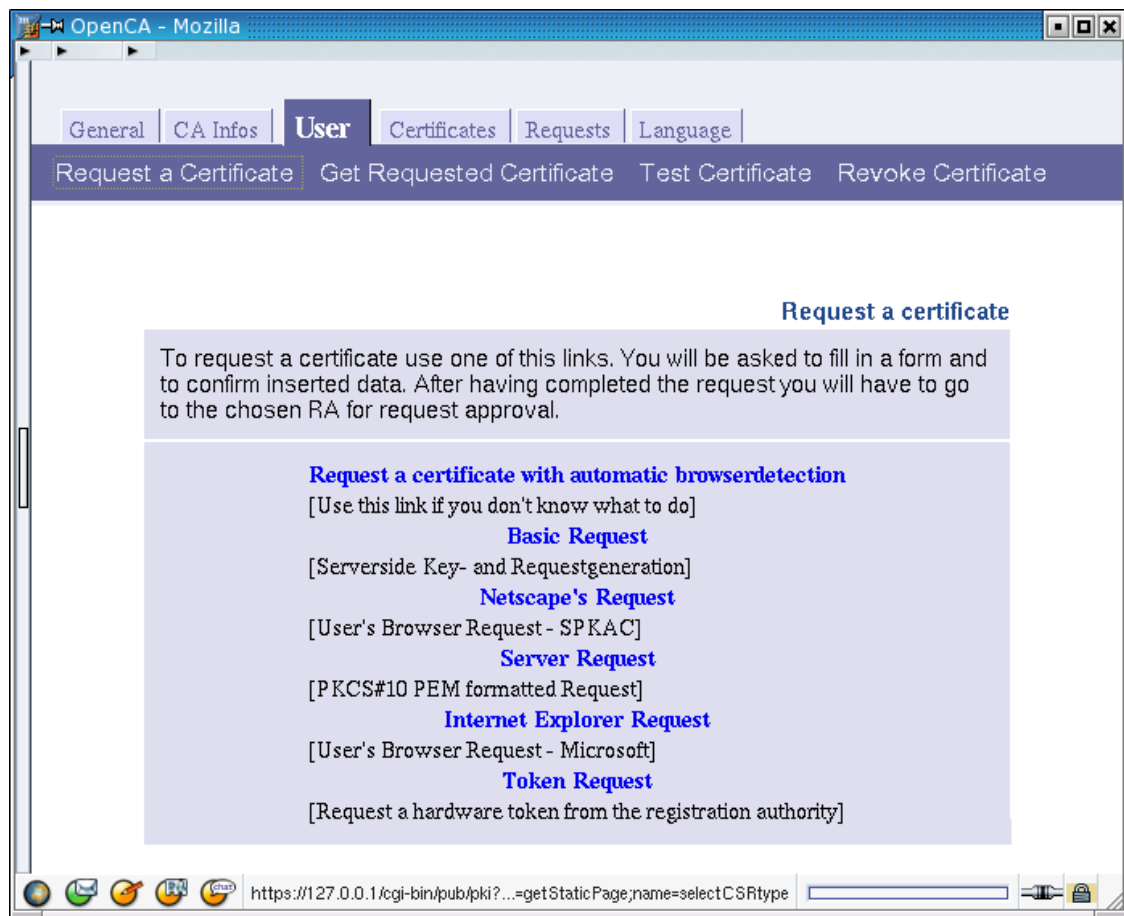 OpenCA - Mozilla
General CA Infos User Certificates Requests Language
Request a Certificate Get Requested Certificate Test Certificate Revoke Certificate
Request a certificate
To request a certificate use one of this links. You will be asked to fill in a form and
to confirm inserted data. After having completed the request you will have to go
to the chosen RA for request approval.
Request a certificate with automatic browserdetection
[Use this link if you don't know what to do]
Basic Request
[Serverside Key- and Requestgeneration]
Netscape's Request
[User's Browser Request - SPKAC]
Server Request
[PKCS#10 PEM formatted Request]
Internet Explorer Request
[User's Browser Request - Microsoft]
Token Request
[Request a hardware token from the registration authority]
chat
https://127.0.0.1/cgi-bin/pub/pki?...=getStaticPage;name=selectCSRtype